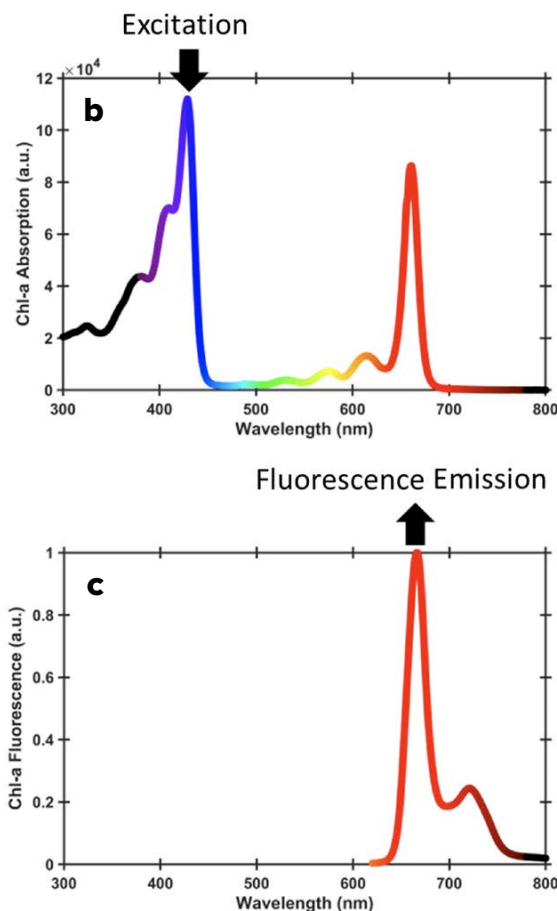 Excitation
×10⁴
b
12
10
8
6
4
2
0
Chl-a Absorption (a.u.)
300 400 500 600 700 800
Wavelength (nm)
Fluorescence Emission
c
1
0.8
0.6
0.4
0.2
0
Chl-a Fluorescence (a.u.)
300 400 500 600 700 800
Wavelength (nm)